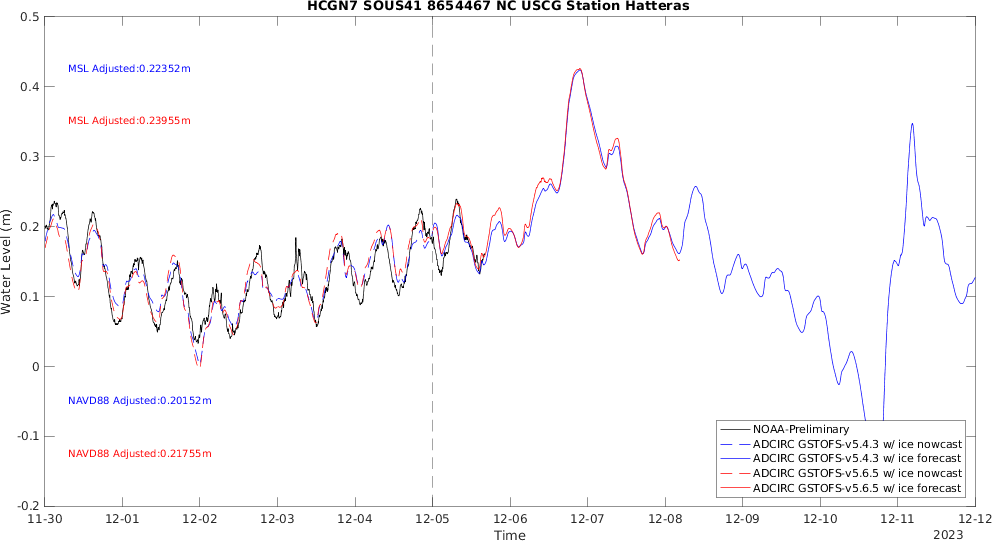 HCGN7 SOUS41 8654467 NC USCG Station Hatteras
0.5
0.4
0.3
0.2
0.1
0
-0.1
-0.2
Water Level (m)
MSL Adjusted:0.22352m
MSL Adjusted:0.23955m
NAVD88 Adjusted:0.20152m
NAVD88 Adjusted:0.21755m
NOAA-Preliminary
ADCIRC GSTOFS-v5.4.3 w/ ice nowcast
ADCIRC GSTOFS-v5.4.3 w/ ice forecast
ADCIRC GSTOFS-v5.6.5 w/ ice nowcast
ADCIRC GSTOFS-v5.6.5 w/ ice forecast
11-30 12-01 12-02 12-03 12-04 12-05 12-06 12-07 12-08 12-09 12-10 12-11 12-12
Time
2023